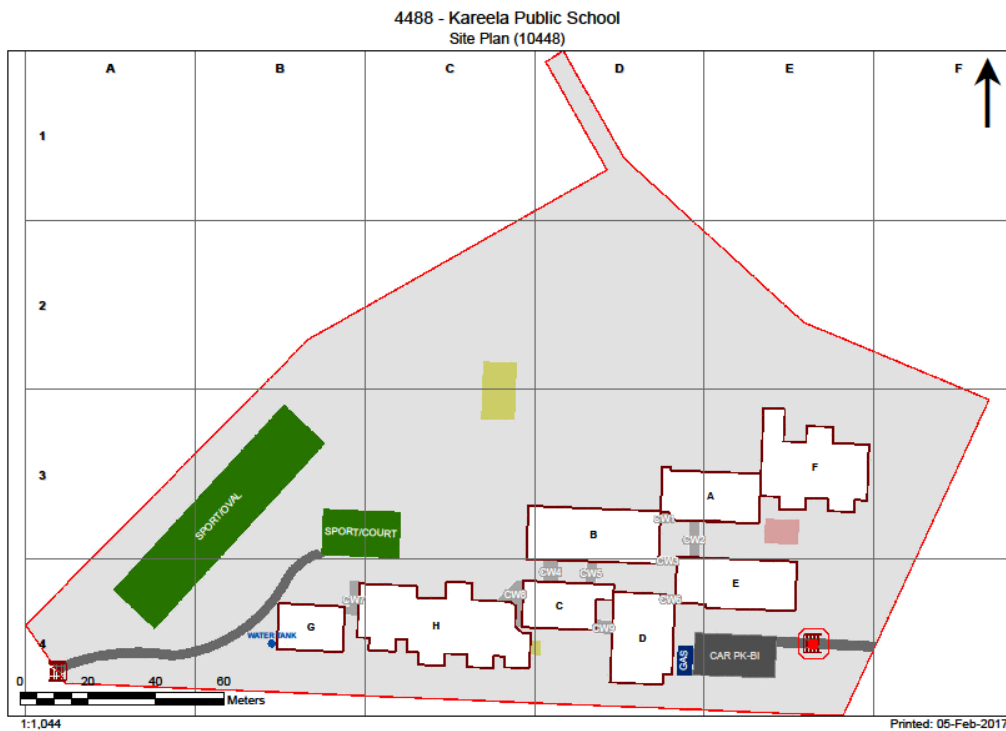 4488 - Kareela Public School
Site Plan (10448)
A B C D E F
1
2
3
4
SPORT/OVAL
SPORT/COURT
F
A
B
CW1
CW2
CW3
CW4
CW5
E
CW7
CW8
C
CW6
G
H
CW9
D
WATER TANK
GAS
CAR PK-BI
0 20 40 60
Meters
1:1,044
Printed: 05-Feb-2017